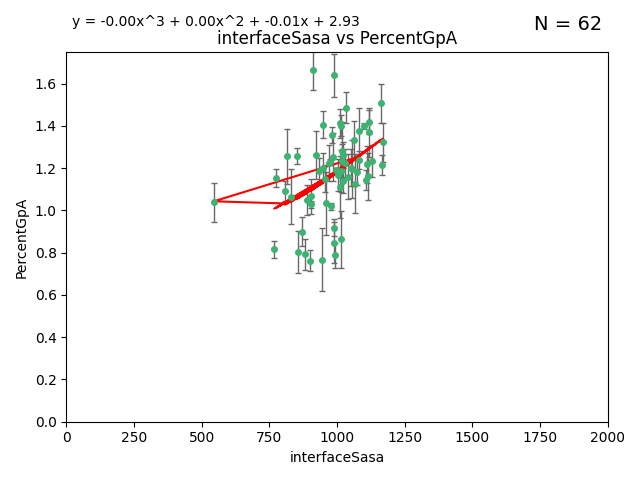 y = -0.00x^3 + 0.00x^2 + -0.01x + 2.93
N = 62
interfaceSasa vs PercentGpA
1.6
1.4
1.2
1.0
0.8
0.6
0.4
0.2
0.0
PercentGpA
0 250 500 750 1000 1250 1500 1750 2000
interfaceSasa